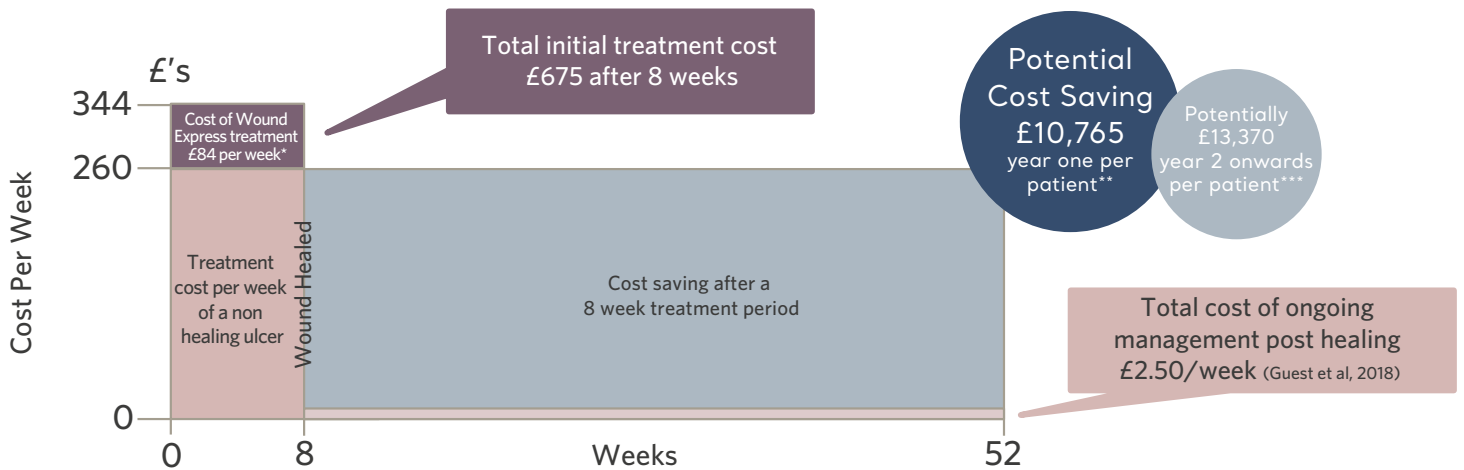 Total initial treatment cost
£675 after 8 weeks
Potential
Cost Saving
£10,765
year one per
patient**
Potentially
£13,370
year 2 onwards
per patient***
£'s
344
Cost of Wound
Express treatment
£84 per week*
260
Cost Per Week
Treatment
cost per week
of a non
healing ulcer
Wound Healed
Cost saving after a
8 week treatment period
Total cost of ongoing
management post healing
£2.50/week (Guest et al, 2018)
0
0
8
Weeks
52